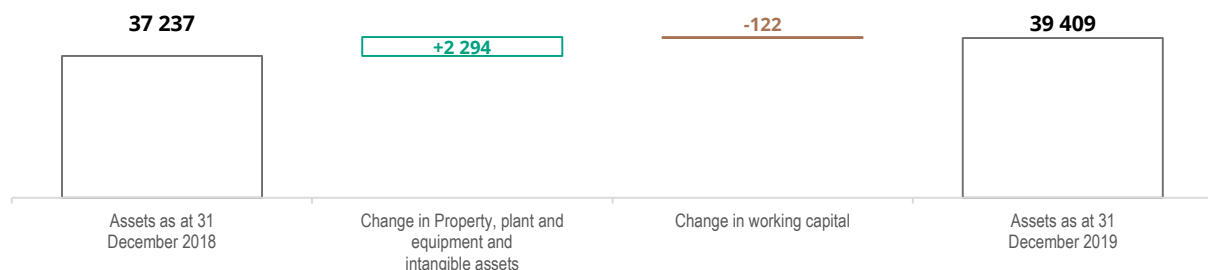 37 237
+2 294
-122
39 409
Assets as at 31
December 2018
Change in Property, plant and
equipment and
intangible assets
Change in working capital
Assets as at 31
December 2019